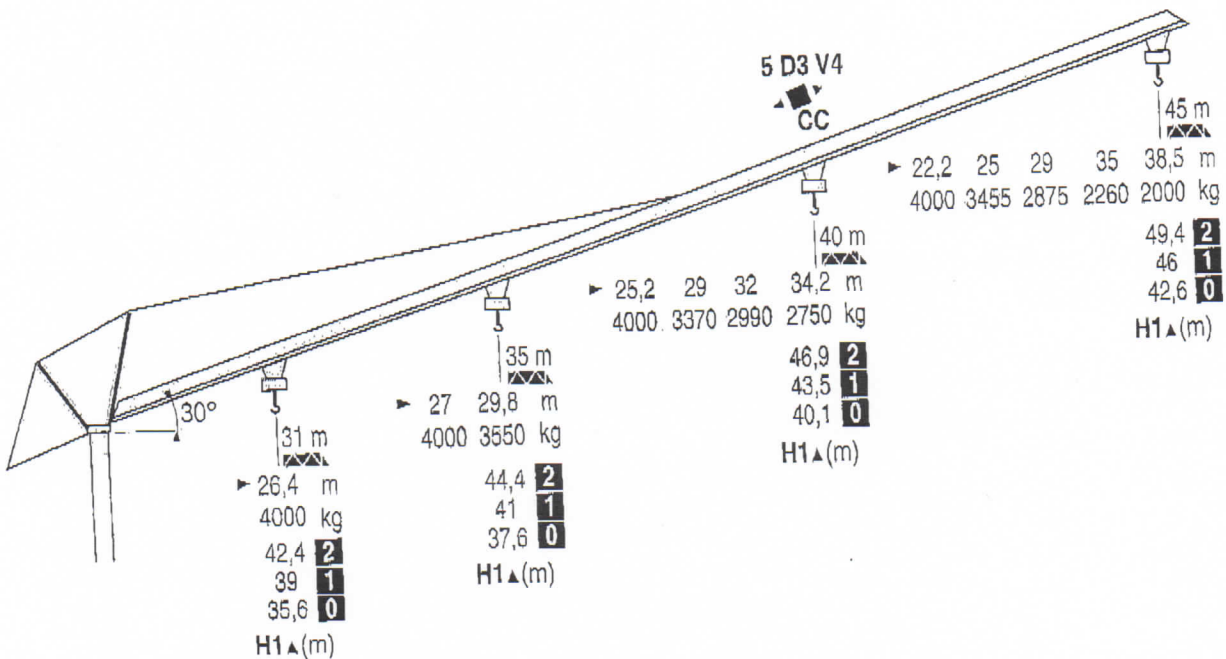 5 D3 V4
CC
45 m
► 22,2 25 29 35 38,5 m
4000 3455 2875 2260 2000 kg
49,4 2
46 1
42,6 0
H1▲(m)
40 m
► 25,2 29 32 34,2 m
4000 3370 2990 2750 kg
46,9 2
43,5 1
40,1 0
H1▲(m)
35 m
► 27 29,8 m
4000 3550 kg
44,4 2
41 1
37,6 0
H1▲(m)
30°
31 m
► 26,4 m
4000 kg
42,4 2
39 1
35,6 0
H1▲(m)